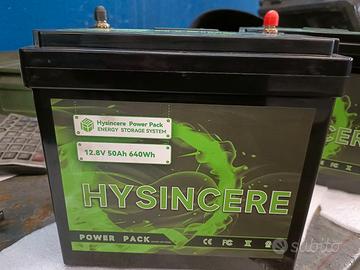 Hysincere Power Pack
ENERGY STORAGE SYSTEM
12.8V 50Ah 640Wh
HYSINCERE
POWER PACK
CE FC
subito